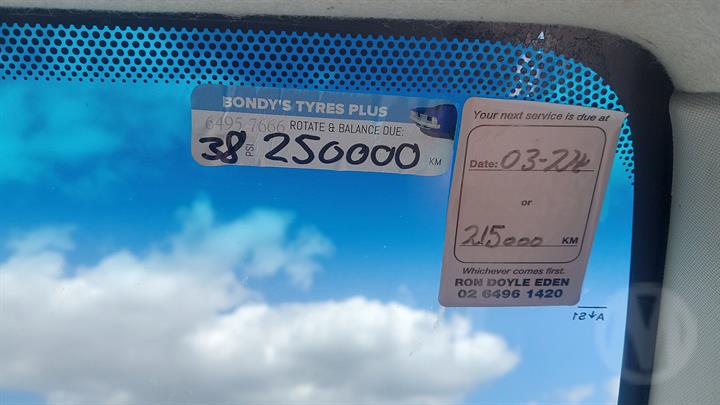 BONDY'S TYRES PLUS
6495 7666 ROTATE & BALANCE DUE:
38 PSI 250000 KM
Your next service is due at
Date: 03-224
or
215000 KM
Whichever comes first.
RON DOYLE EDEN
02 6496 1420